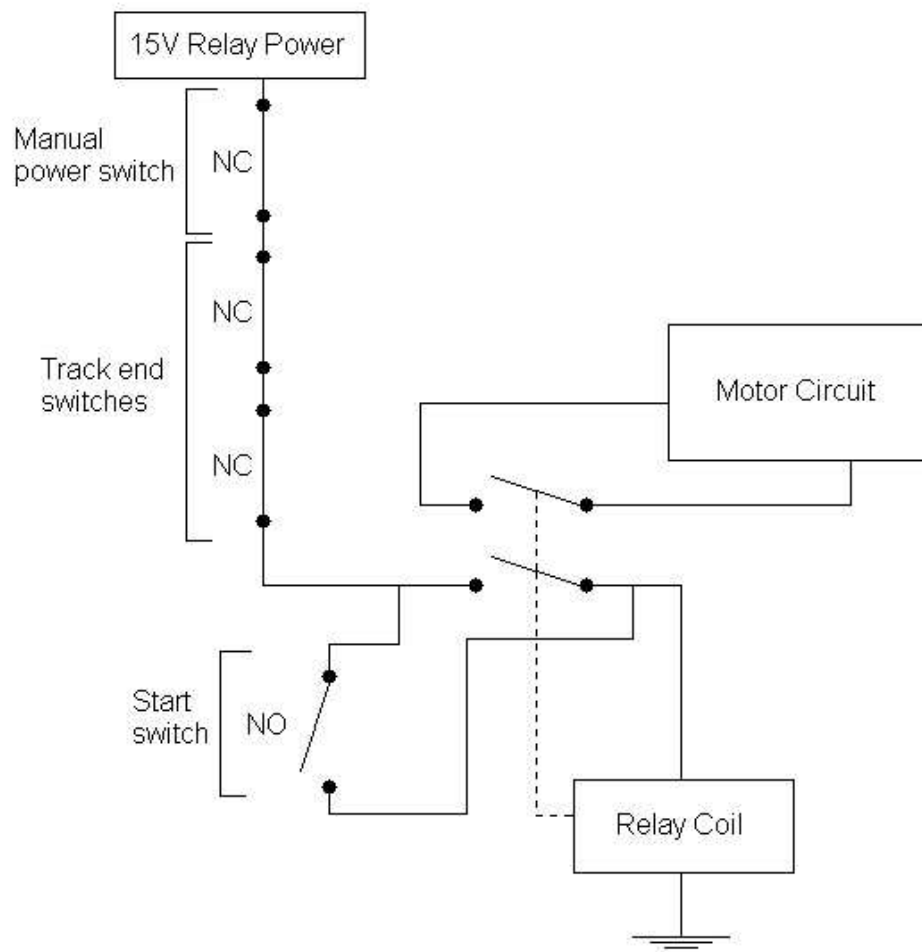 15V Relay Power
Manual
power switch
NC
NC
Track end
switches
NC
Motor Circuit
Start
switch
NO
Relay Coil